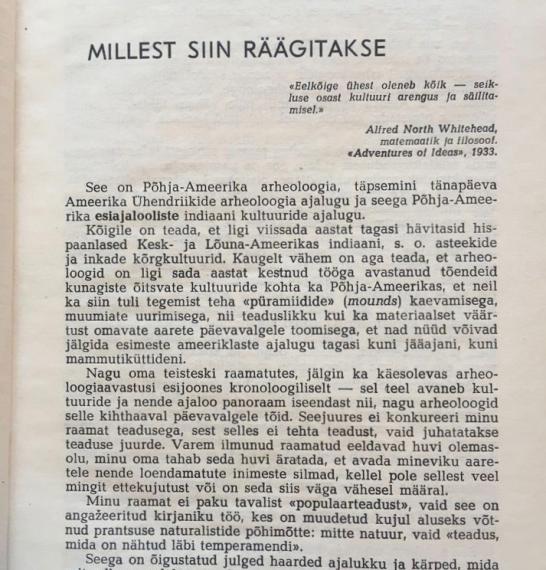 MILLEST SIIN RÄÄGITAKSE
«Eelkõige ühest oleneb kõik — seik-
luse osast kultuuri arengus ja säilita-
misel.»
Alfred North Whitehead,
matemaatik ja filosoof.
«Adventures of Ideas», 1933.
See on Põhja-Ameerika arheoloogia, täpsemini tänapäeva
Ameerika Ühendriikide arheoloogia ajalugu ja seega Põhja-Amee-
rika esiajalooliste indiaani kultuuride ajalugu.
Kõigile on teada, et ligi viissada aastat tagasi hävitasid his-
paanlased Kesk- ja Lõuna-Ameerikas indiaani, s. o. asteekide
ja inkade kõrgkultuurid. Kaugelt vähem on aga teada, et arheo-
loogid on ligi sada aastat kestnud tööga avastanud tõendeid
kunagiste õitsvate kultuuride kohta ka Põhja-Ameerikas, et neil
ka siin tuli tegemist teha «püramiidide» (mounds) kaevamisega,
muumiate uurimisega, nii teaduslikku kui ka materiaalset väär-
tust omavate aarete päevavalgele toomisega, et nad nüüd võivad
jälgida esimeste ameeriklaste ajalugu tagasi kuni jääajani, kuni
mammutiküttideni.
Nagu oma teisteski raamatutes, jälgin ka käesolevas arheo-
loogiaavastusi esijoones kronoloogiliselt — sel teel avaneb kul-
tuuride ja nende ajaloo panoraam iseendast nii, nagu arheoloogid
selle kihthaaval päevavalgele tõid. Seejuures ei konkureeri minu
raamat teadusega, sest selles ei tehta teadust, vaid juhatatakse
teaduse juurde. Varem ilmunud raamatud eeldavad huvi olemas-
olu, minu oma tahab seda huvi äratada, et avada mineviku aare-
tele nende loendamatute inimeste silmad, kellel pole sellest veel
mingit ettekujutust või on seda siis väga vähesel määral.
Minu raamat ei paku tavalist «populaarteadust», vaid see on
angažeeritud kirjaniku töö, kes on muudetud kujul aluseks võt-
nud prantsuse naturalistide põhimõtte: mitte natuur, vaid «teadus,
mida on nähtud läbi temperamendi».
Seega on õigustatud julged haarded ajalukku ja kärped, mida